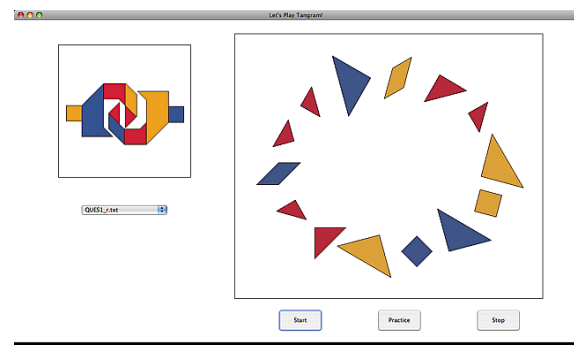 Let's Play Tangram!
QUES1_r.txt
Start
Practice
Stop